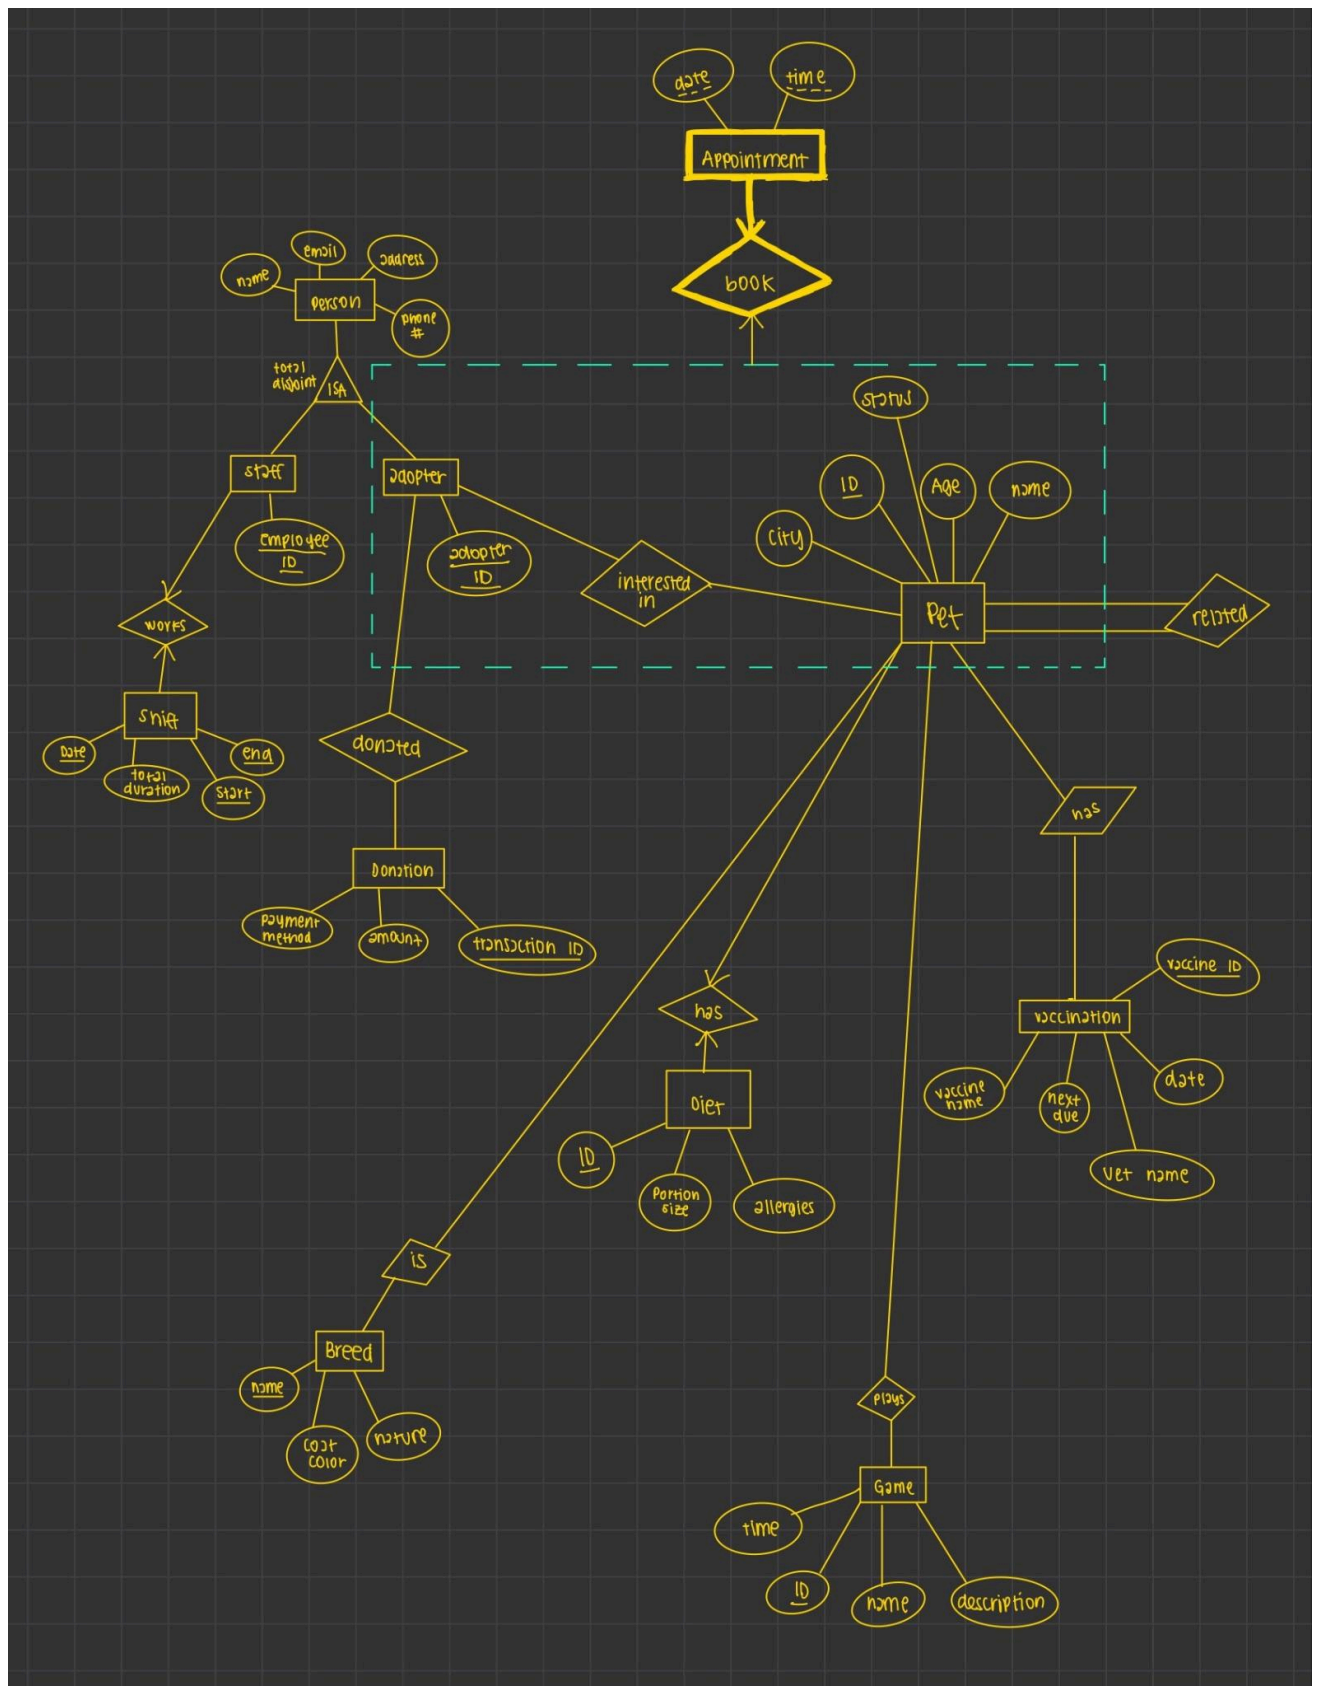 date
time
Appointment
book
name
email
address
person
phone
#
total
disjoint
ISA
staff
employee
ID
works
Shift
Date
total
duration
start
end
adopter
adopter
ID
interested
in
status
City
ID
Age
name
Pet
related
donated
Donation
payment
method
amount
transaction ID
has
vaccination
vaccine ID
vaccine
name
next
due
vet name
date
has
Diet
ID
Portion
size
allergies
is
Breed
name
coat
color
nature
plays
Game
time
ID
name
description